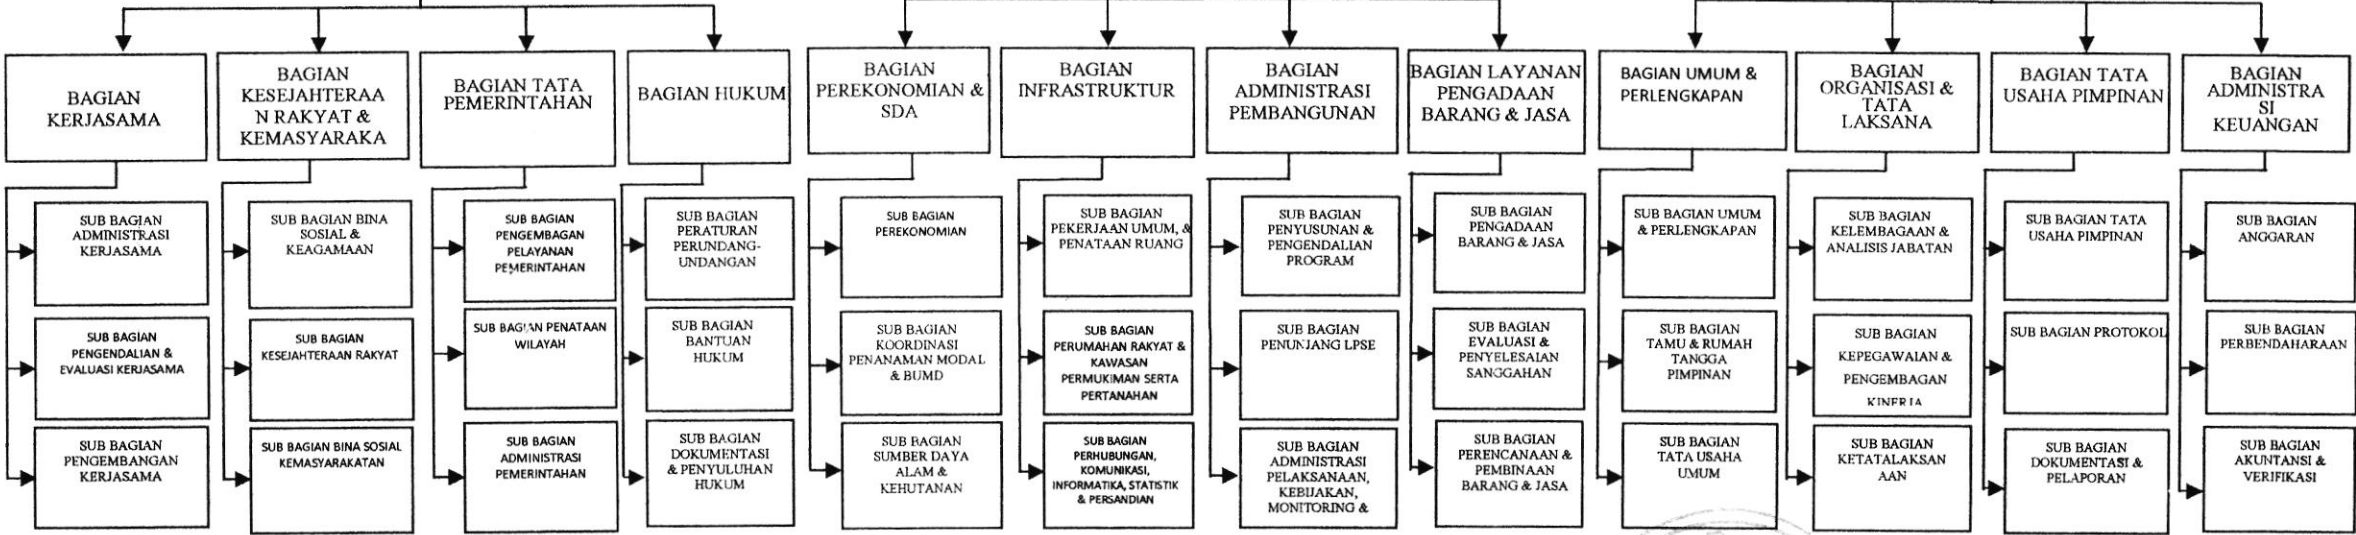 BAGIAN
KERJASAMA
BAGIAN
KESEJAHTERAA
N RAKYAT &
KEMASYARAKA
BAGIAN TATA
PEMERINTAHAN
BAGIAN HUKUM
BAGIAN
PEREKONOMIAN &
SDA
BAGIAN
INFRASTRUKTUR
BAGIAN
ADMINISTRASI
PEMBANGUNAN
BAGIAN LAYANAN
PENGADAAN
BARANG & JASA
BAGIAN UMUM &
PERLENGKAPAN
BAGIAN
ORGANISASI &
TATA
LAKSANA
BAGIAN TATA
USAHA PIMPINAN
BAGIAN
ADMINISTRA
SI
KEUANGAN
SUB BAGIAN
ADMINISTRASI
KERJASAMA
SUB BAGIAN BINA
SOSIAL &
KEAGAMAAN
SUB BAGIAN
PENGEMBAGAN
PELAYANAN
PEMERINTAHAN
SUB BAGIAN
PERATURAN
PERUNDANG-
UNDANGAN
SUB BAGIAN
PEREKONOMIAN
SUB BAGIAN
PEKERJAAN UMUM, &
PENATAAN RUANG
SUB BAGIAN
PENYUSUNAN &
PENGENDALIAN
PROGRAM
SUB BAGIAN
PENGADAAN
BARANG & JASA
SUB BAGIAN UMUM
& PERLENGKAPAN
SUB BAGIAN
KELEMBAGAAN &
ANALISIS JABATAN
SUB BAGIAN TATA
USAHA PIMPINAN
SUB BAGIAN
ANGGARAN
SUB BAGIAN
PENGENDALIAN &
EVALUASI KERJASAMA
SUB BAGIAN
KESEJAHTERAAN RAKYAT
SUB BAGIAN PENATAAN
WILAYAH
SUB BAGIAN
BANTUAN
HUKUM
SUB BAGIAN
KOORDINASI
PENANAMAN MODAL
& BUMD
SUB BAGIAN
PERUMAHAN RAKYAT &
KAWASAN
PERMUKIMAN SERTA
PERTANAHAN
SUB BAGIAN
PENUNJANG LPSE
SUB BAGIAN
EVALUASI &
PENYELESAIAN
SANGGAHAN
SUB BAGIAN
TAMU & RUMAH
TANGGA
PIMPINAN
SUB BAGIAN
KEPEGAWAIAN &
PENGEMBAGAN
KINERJA
SUB BAGIAN PROTOKOL
SUB BAGIAN
PERBENDAHARAAN
SUB BAGIAN
PENGEMBANGAN
KERJASAMA
SUB BAGIAN BINA SOSIAL
KEMASYARAKATAN
SUB BAGIAN
ADMINISTRASI
PEMERINTAHAN
SUB BAGIAN
DOKUMENTASI
& PENYULUHAN
HUKUM
SUB BAGIAN
SUMBER DAYA
ALAM &
KEHUTANAN
SUB BAGIAN
PERHUBUNGAN,
KOMUNIKASI,
INFORMATIKA, STATISTIK
& PERSANDIAN
SUB BAGIAN
ADMINISTRASI
PELAKSANAAN,
KEBIJAKAN,
MONITORING &
SUB BAGIAN
PERENCANAAN &
PEMBINAAN
BARANG & JASA
SUB BAGIAN
TATA USAHA
UMUM
SUB BAGIAN
KETATALAKSAN
AAN
SUB BAGIAN
DOKUMENTASI &
PELAPORAN
SUB BAGIAN
AKUNTANSI &
VERIFIKASI